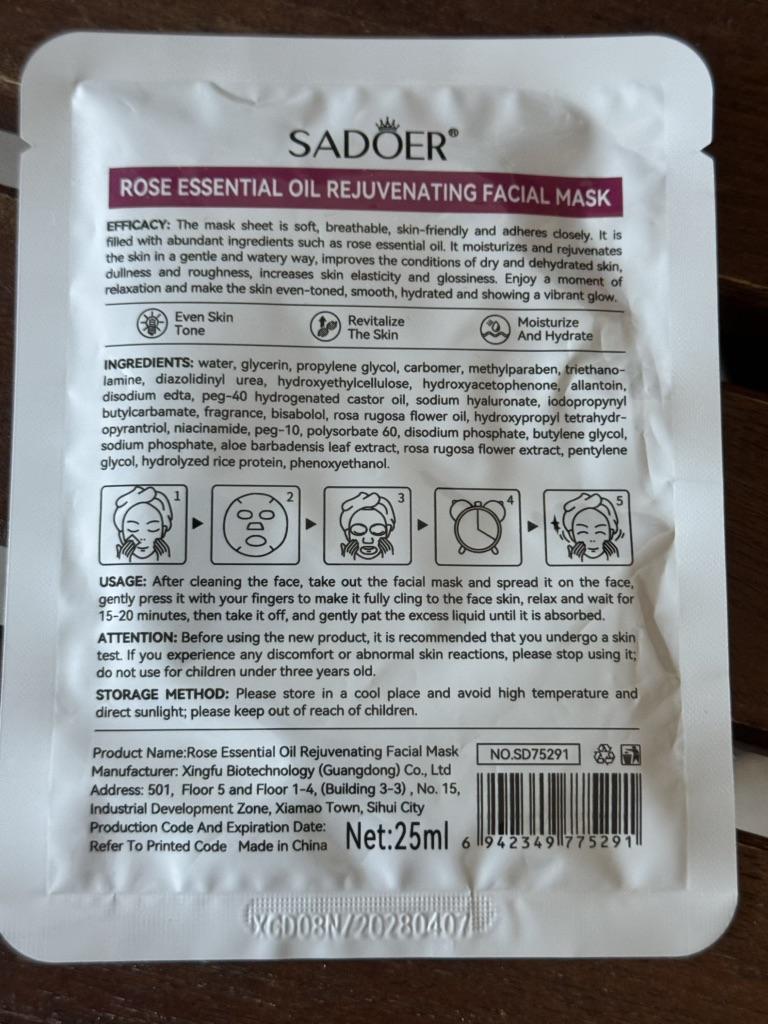 SADOER®
ROSE ESSENTIAL OIL REJUVENATING FACIAL MASK
EFFICACY: The mask sheet is soft, breathable, skin-friendly and adheres closely. It is
filled with abundant ingredients such as rose essential oil. It moisturizes and rejuvenates
the skin in a gentle and watery way, improves the conditions of dry and dehydrated skin,
dullness and roughness, increases skin elasticity and glossiness. Enjoy a moment of
relaxation and make the skin even-toned, smooth, hydrated and showing a vibrant glow.
Even Skin
Tone
Revitalize
The Skin
Moisturize
And Hydrate
INGREDIENTS: water, glycerin, propylene glycol, carbomer, methylparaben, triethano-
lamine, diazolidinyl urea, hydroxyethylcellulose, hydroxyacetophenone, allantoin,
disodium edta, peg-40 hydrogenated castor oil, sodium hyaluronate, iodopropynyl
butylcarbamate, fragrance, bisabolol, rosa rugosa flower oil, hydroxypropyl tetrahydr-
opyrantriol, niacinamide, peg-10, polysorbate 60, disodium phosphate, butylene glycol,
sodium phosphate, aloe barbadensis leaf extract, rosa rugosa flower extract, pentylene
glycol, hydrolyzed rice protein, phenoxyethanol.
1 2 3 4 5
USAGE: After cleaning the face, take out the facial mask and spread it on the face,
gently press it with your fingers to make it fully cling to the face skin, relax and wait for
15-20 minutes, then take it off, and gently pat the excess liquid until it is absorbed.
ATTENTION: Before using the new product, it is recommended that you undergo a skin
test. If you experience any discomfort or abnormal skin reactions, please stop using it;
do not use for children under three years old.
STORAGE METHOD: Please store in a cool place and avoid high temperature and
direct sunlight; please keep out of reach of children.
Product Name:Rose Essential Oil Rejuvenating Facial Mask
NO.SD75291
Manufacturer: Xingfu Biotechnology (Guangdong) Co., Ltd
Address: 501, Floor 5 and Floor 1-4, (Building 3-3) , No. 15,
Industrial Development Zone, Xiamao Town, Sihui City
Production Code And Expiration Date:
Refer To Printed Code Made in China
Net:25ml
6 942349 775291
XGD08N/20280407